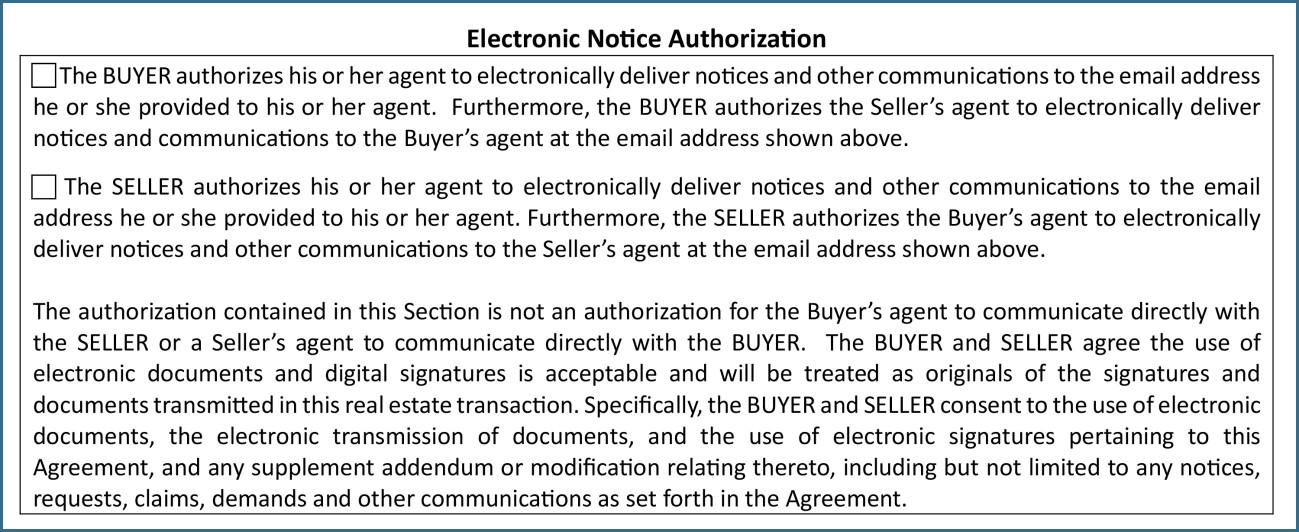 Electronic Notice Authorization
The BUYER authorizes his or her agent to electronically deliver notices and other communications to the email address
he or she provided to his or her agent.  Furthermore, the BUYER authorizes the Seller’s agent to electronically deliver
notices and communications to the Buyer’s agent at the email address shown above.
The SELLER authorizes his or her agent to electronically deliver notices and other communications to the email
address he or she provided to his or her agent. Furthermore, the SELLER authorizes the Buyer’s agent to electronically
deliver notices and other communications to the Seller’s agent at the email address shown above.
The authorization contained in this Section is not an authorization for the Buyer’s agent to communicate directly with
the SELLER or a Seller’s agent to communicate directly with the BUYER.  The BUYER and SELLER agree the use of
electronic documents and digital signatures is acceptable and will be treated as originals of the signatures and
documents transmitted in this real estate transaction. Specifically, the BUYER and SELLER consent to the use of electronic
documents, the electronic transmission of documents, and the use of electronic signatures pertaining to this
Agreement, and any supplement addendum or modification relating thereto, including but not limited to any notices,
requests, claims, demands and other communications as set forth in the Agreement.